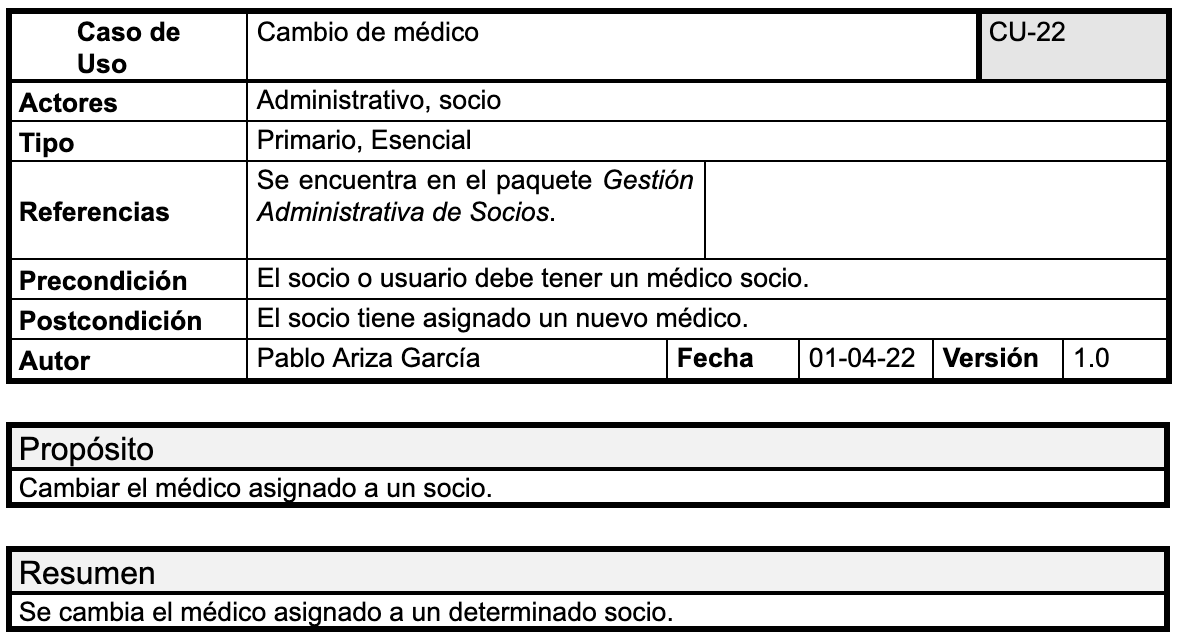 Caso de
Uso
Cambio de médico
CU-22
Actores
Administrativo, socio
Tipo
Primario, Esencial
Referencias
Se encuentra en el paquete Gestión
Administrativa de Socios.
Precondición
El socio o usuario debe tener un médico socio.
Postcondición
El socio tiene asignado un nuevo médico.
Autor
Pablo Ariza García
Fecha
01-04-22
Versión
1.0
Propósito
Cambiar el médico asignado a un socio.
Resumen
Se cambia el médico asignado a un determinado socio.